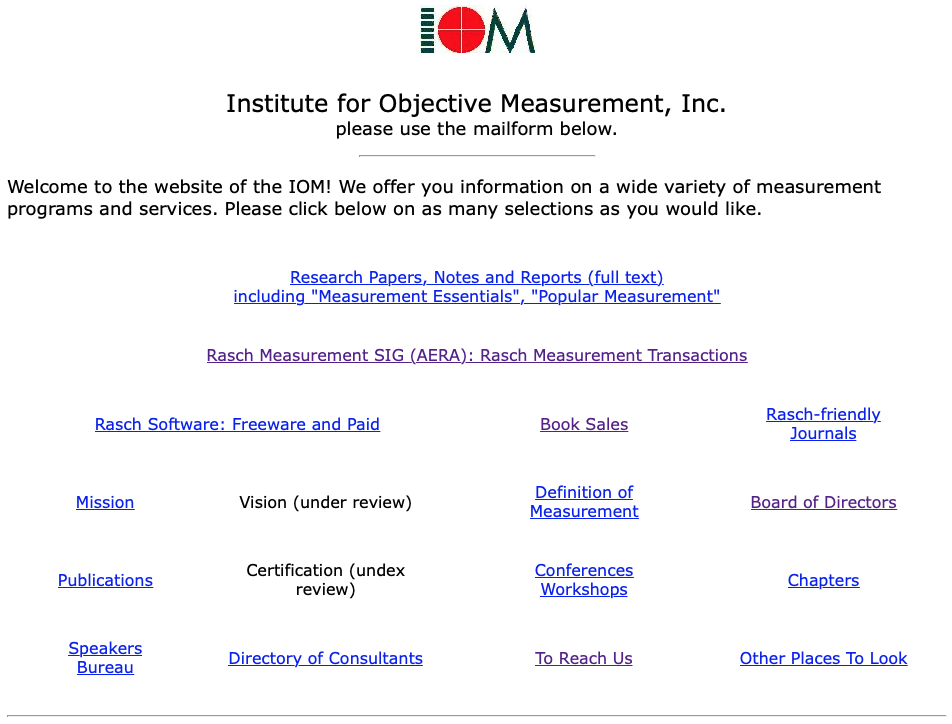 IOM
Institute for Objective Measurement, Inc.
please use the mailform below.
Welcome to the website of the IOM! We offer you information on a wide variety of measurement
programs and services. Please click below on as many selections as you would like.
Research Papers, Notes and Reports (full text)
including "Measurement Essentials", "Popular Measurement"
Rasch Measurement SIG (AERA): Rasch Measurement Transactions
Rasch Software: Freeware and Paid
Book Sales
Rasch-friendly
Journals
Mission
Vision (under review)
Definition of
Measurement
Board of Directors
Publications
Certification (undex
review)
Conferences
Workshops
Chapters
Speakers
Bureau
Directory of Consultants
To Reach Us
Other Places To Look